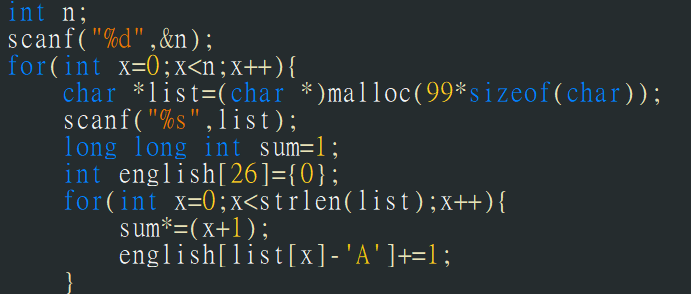 int n;
scanf("%d",&n);
for(int x=0;x<n;x++){
    char *list=(char *)malloc(99*sizeof(char));
    scanf("%s",list);
    long long int sum=1;
    int english[26]={0};
    for(int x=0;x<strlen(list);x++){
        sum*=(x+1);
        english[list[x]-'A']+=1;
    }